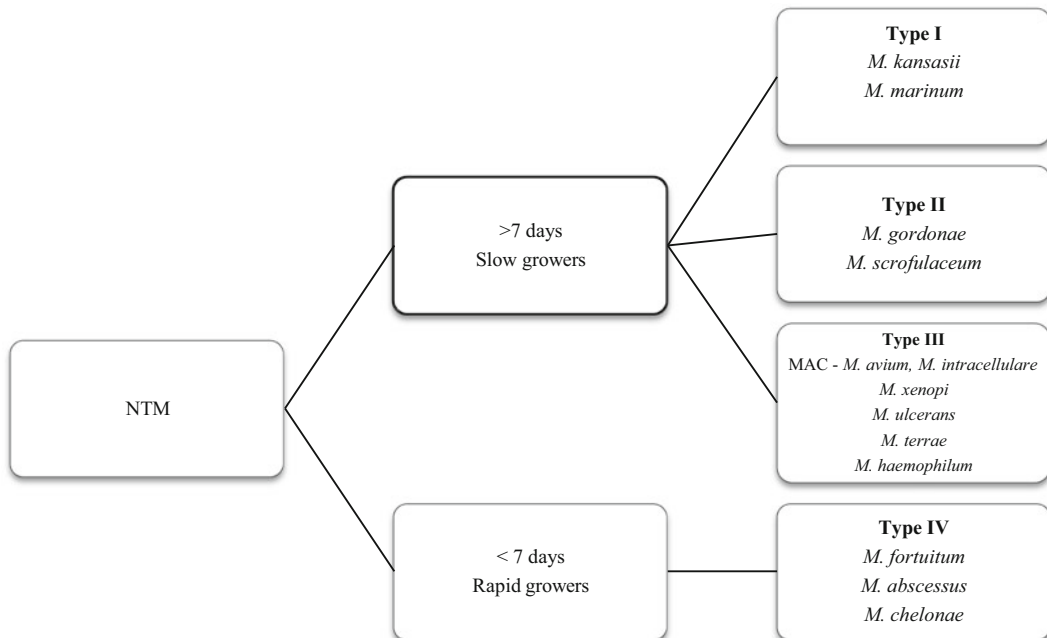 NTM
>7 days
Slow growers
< 7 days
Rapid growers
Type I
M. kansasii
M. marinum
Type II
M. gordonae
M. scrofulaceum
Type III
MAC - M. avium, M. intracellulare
M. xenopi
M. ulcerans
M. terrae
M. haemophilum
Type IV
M. fortuitum
M. abscessus
M. chelonae